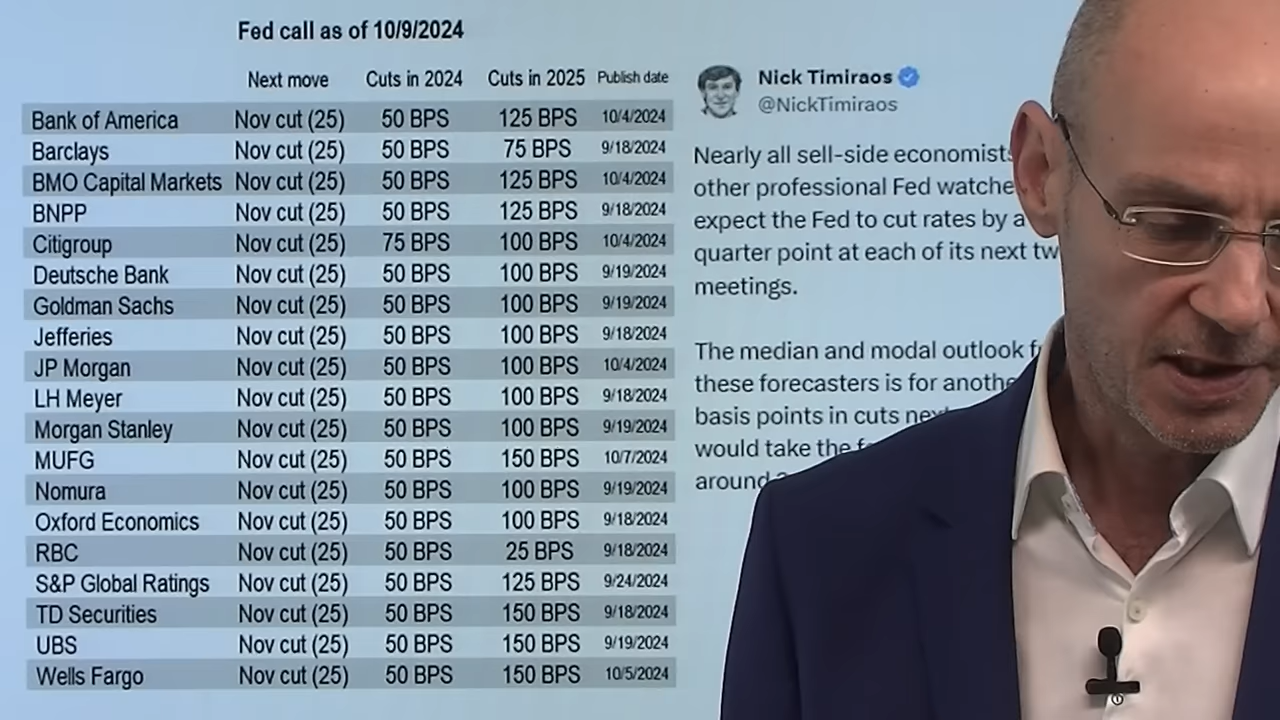 Fed call as of 10/9/2024
Next move Cuts in 2024 Cuts in 2025 Publish date
Bank of America Nov cut (25) 50 BPS 125 BPS 10/4/2024
Barclays Nov cut (25) 50 BPS 75 BPS 9/18/2024
BMO Capital Markets Nov cut (25) 50 BPS 125 BPS 10/4/2024
BNPP Nov cut (25) 50 BPS 125 BPS 9/18/2024
Citigroup Nov cut (25) 75 BPS 100 BPS 10/4/2024
Deutsche Bank Nov cut (25) 50 BPS 100 BPS 9/19/2024
Goldman Sachs Nov cut (25) 50 BPS 100 BPS 9/19/2024
Jefferies Nov cut (25) 50 BPS 100 BPS 9/18/2024
JP Morgan Nov cut (25) 50 BPS 100 BPS 10/4/2024
LH Meyer Nov cut (25) 50 BPS 100 BPS 9/18/2024
Morgan Stanley Nov cut (25) 50 BPS 100 BPS 9/19/2024
MUFG Nov cut (25) 50 BPS 150 BPS 10/7/2024
Nomura Nov cut (25) 50 BPS 100 BPS 9/19/2024
Oxford Economics Nov cut (25) 50 BPS 100 BPS 9/18/2024
RBC Nov cut (25) 50 BPS 25 BPS 9/18/2024
S&P Global Ratings Nov cut (25) 50 BPS 125 BPS 9/24/2024
TD Securities Nov cut (25) 50 BPS 150 BPS 9/18/2024
UBS Nov cut (25) 50 BPS 150 BPS 9/19/2024
Wells Fargo Nov cut (25) 50 BPS 150 BPS 10/5/2024
Nick Timiraos
@NickTimiraos
Nearly all sell-side economists
other professional Fed
expect the Fed to cut rates by a
quarter point at each of its next
meetings.
The median and modal outlook
these forecasters is for
basis points in cuts
would take the
around